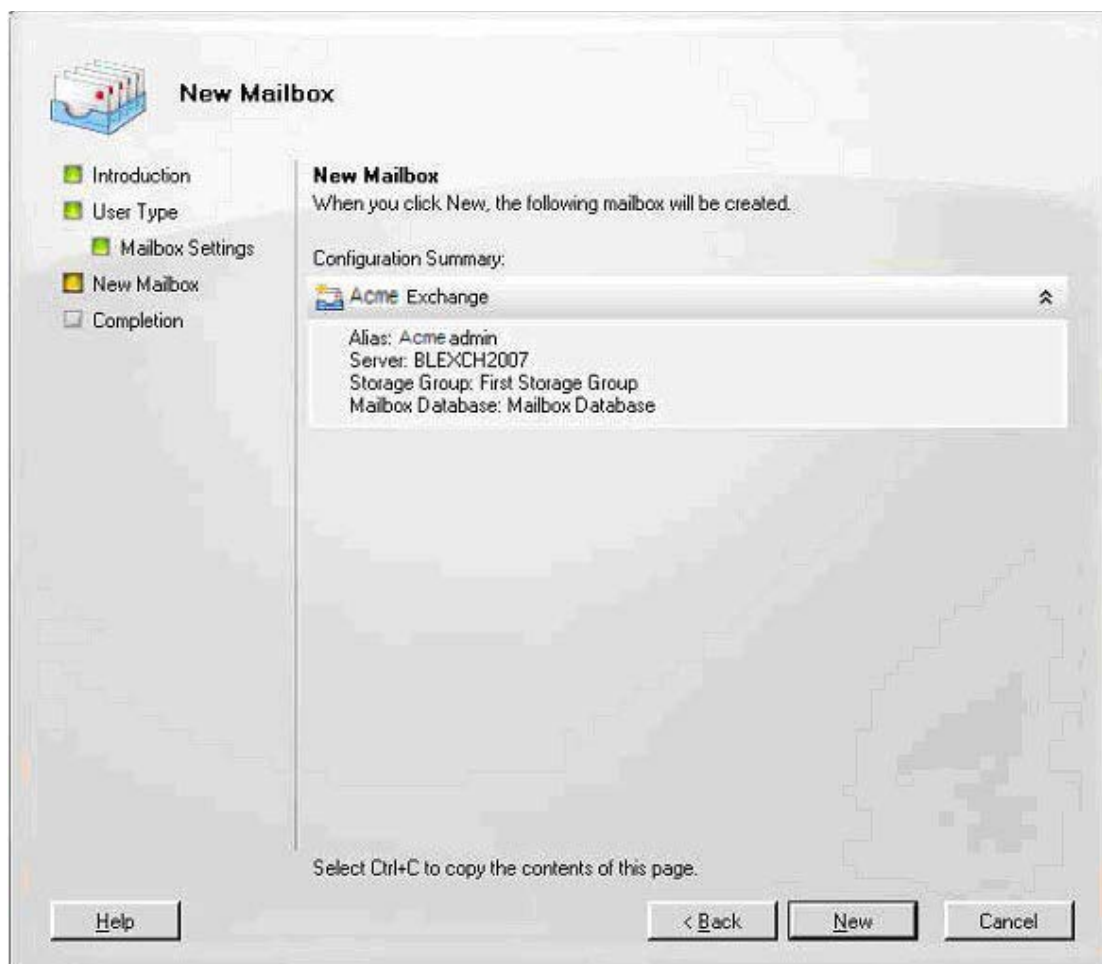 New Mailbox
Introduction
User Type
Mailbox Settings
New Mailbox
Completion
New Mailbox
When you click New, the following mailbox will be created.
Configuration Summary:
Acme Exchange
Alias: Acme admin
Server: BLEXCH2007
Storage Group: First Storage Group
Mailbox Database: Mailbox Database
Select Ctrl+C to copy the contents of this page.
Help
< Back
New
Cancel